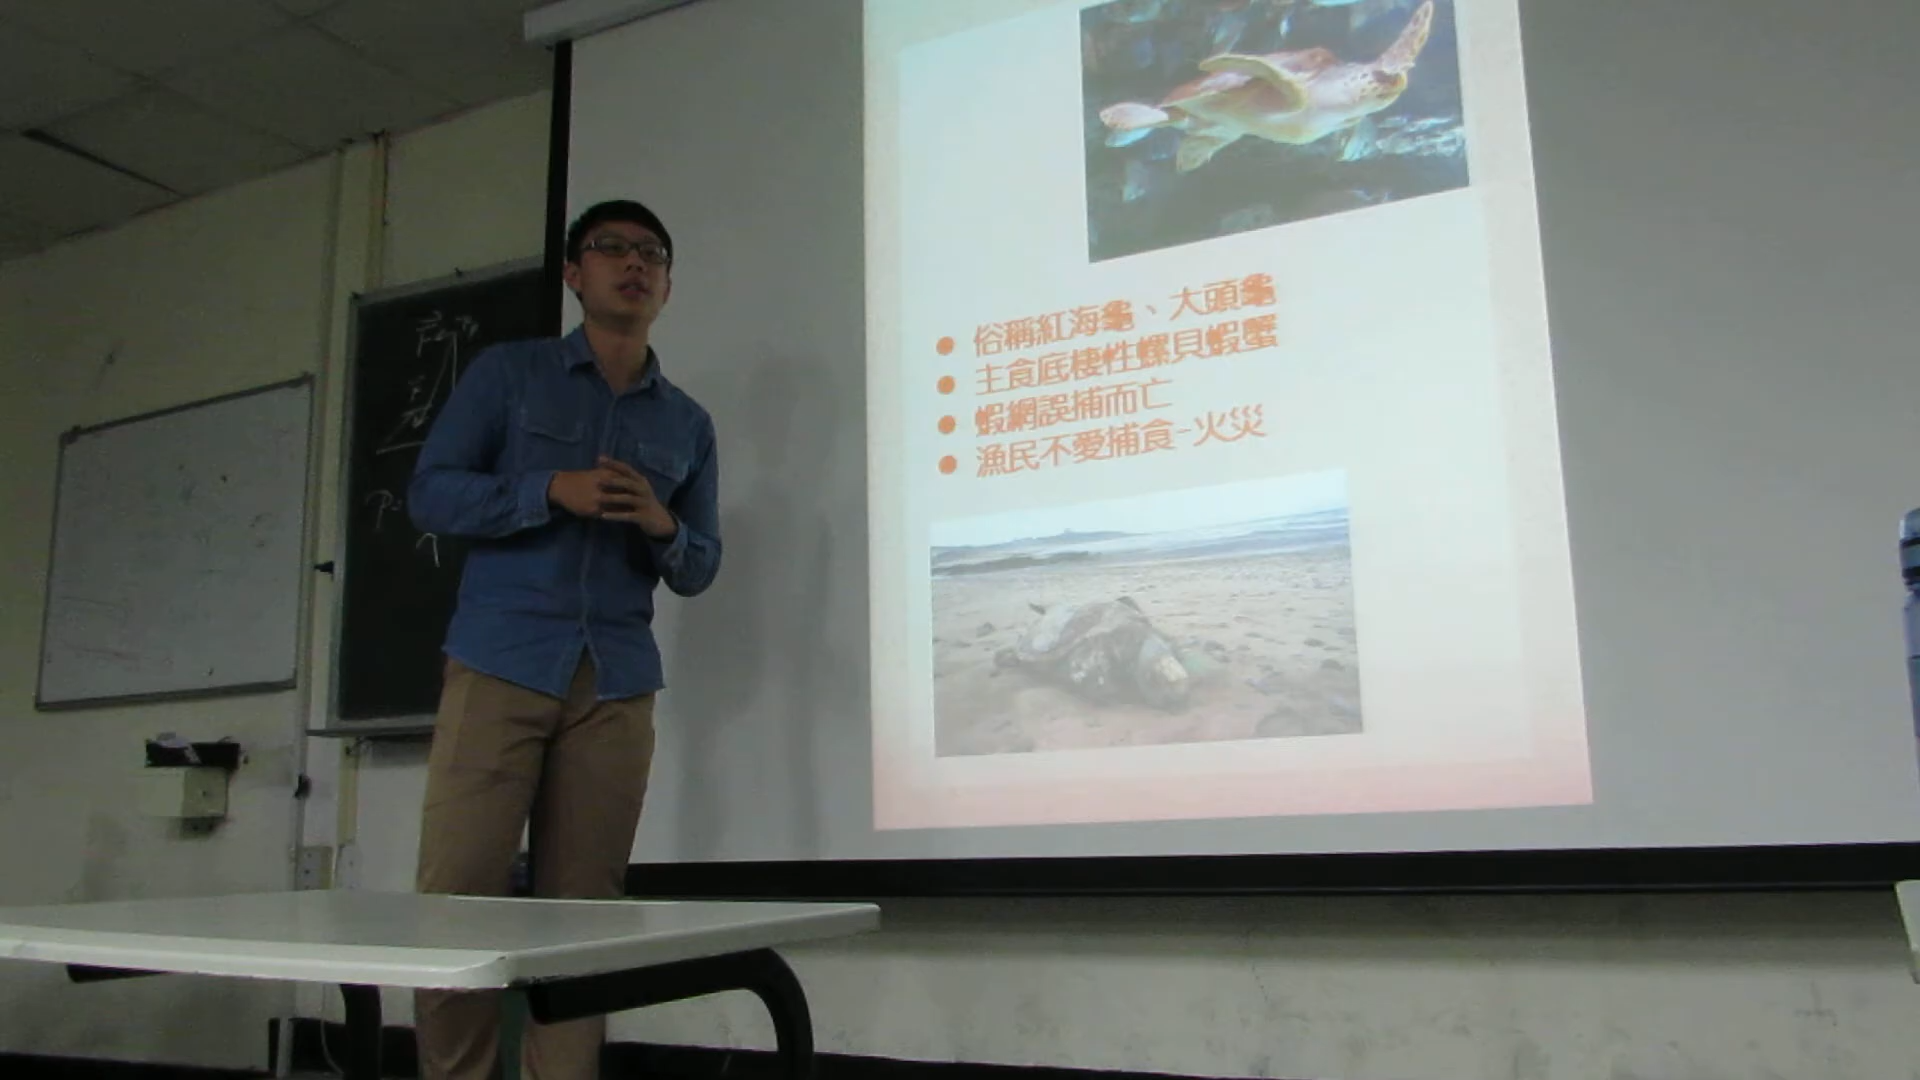 俗稱紅海龜、大頭龜
主食底棲性螺貝蝦蟹
蝦網誤捕而亡
漁民不愛捕食-火災